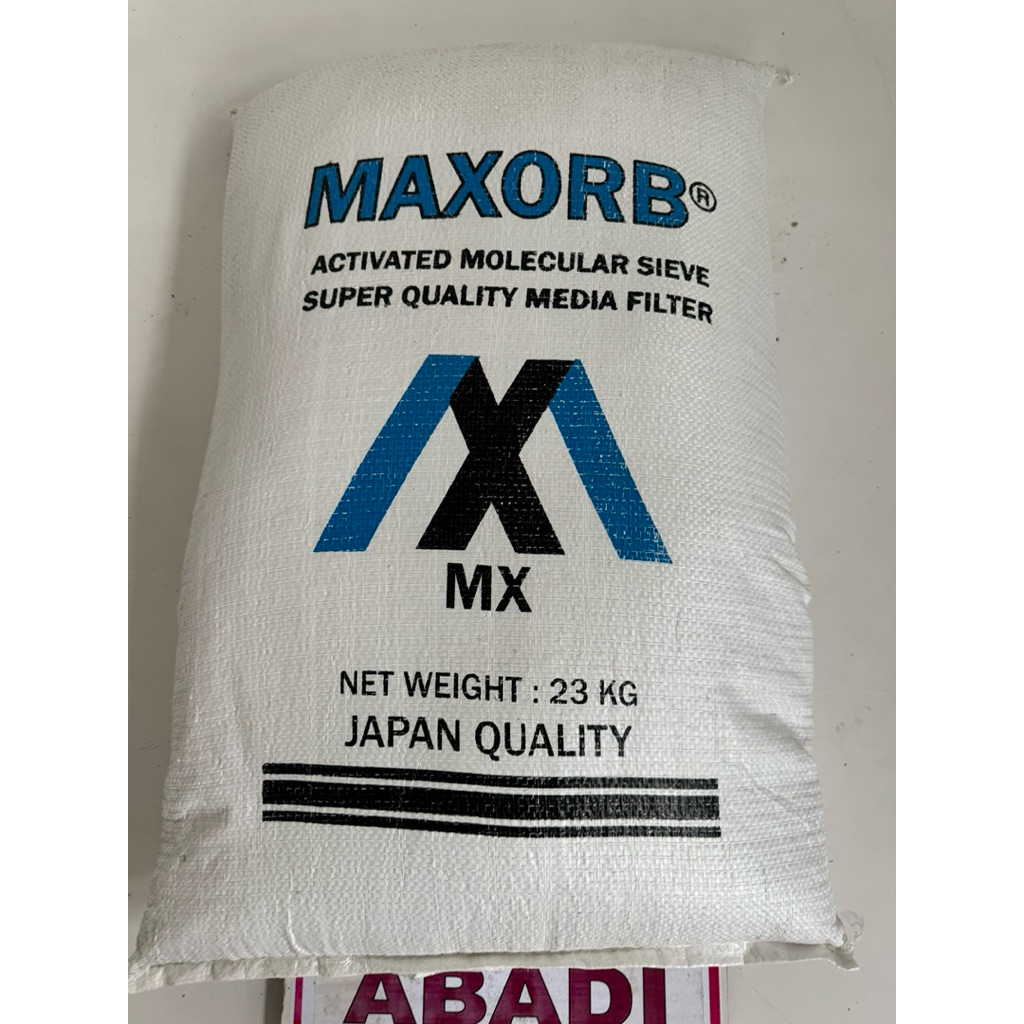 MAXORB®
ACTIVATED MOLECULAR SIEVE
SUPER QUALITY MEDIA FILTER
MX
NET WEIGHT : 23 KG
JAPAN QUALITY
ABADI